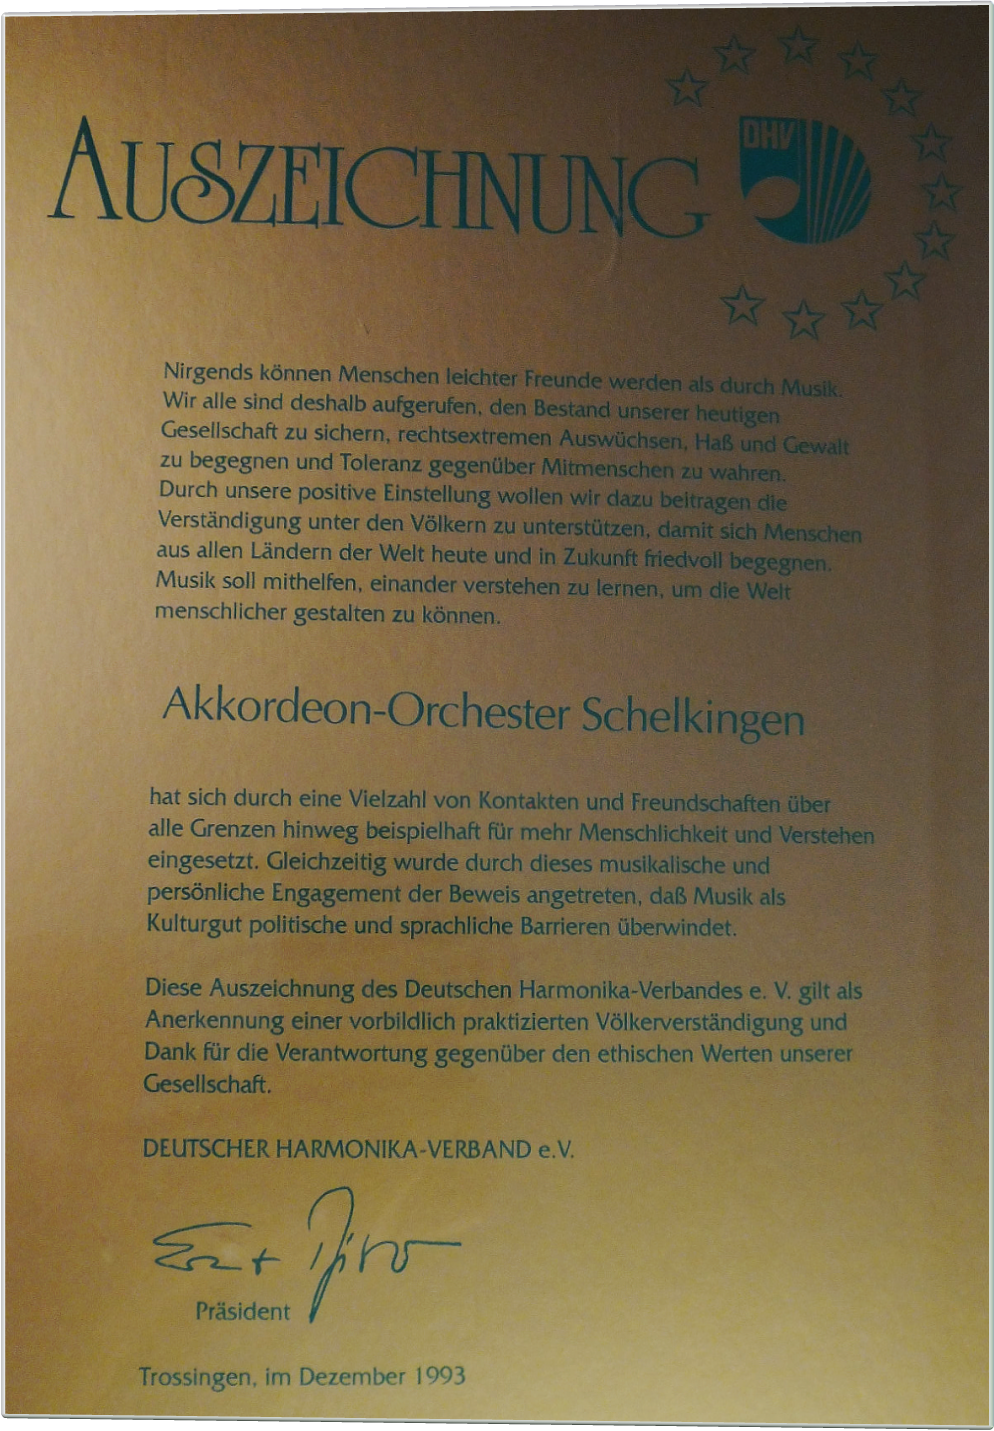 AUSZEICHNUNG
DHV
Nirgends können Menschen leichter Freunde werden als durch Musik.
Wir alle sind deshalb aufgerufen, den Bestand unserer heutigen
Gesellschaft zu sichern, rechtsextremen Auswüchsen, Haß und Gewalt
zu begegnen und Toleranz gegenüber Mitmenschen zu wahren.
Durch unsere positive Einstellung wollen wir dazu beitragen die
Verständigung unter den Völkern zu unterstützen, damit sich Menschen
aus allen Ländern der Welt heute und in Zukunft friedvoll begegnen.
Musik soll mithelfen, einander verstehen zu lernen, um die Welt
menschlicher gestalten zu können.
Akkordeon-Orchester Schelkingen
hat sich durch eine Vielzahl von Kontakten und Freundschaften über
alle Grenzen hinweg beispielhaft für mehr Menschlichkeit und Verstehen
eingesetzt. Gleichzeitig wurde durch dieses musikalische und
persönliche Engagement der Beweis angetreten, daß Musik als
Kulturgut politische und sprachliche Barrieren überwindet.
Diese Auszeichnung des Deutschen Harmonika-Verbandes e. V. gilt als
Anerkennung einer vorbildlich praktizierten Völkerverständigung und
Dank für die Verantwortung gegenüber den ethischen Werten unserer
Gesellschaft.
DEUTSCHER HARMONIKA-VERBAND e.V.
Präsident
Trossingen, im Dezember 1993